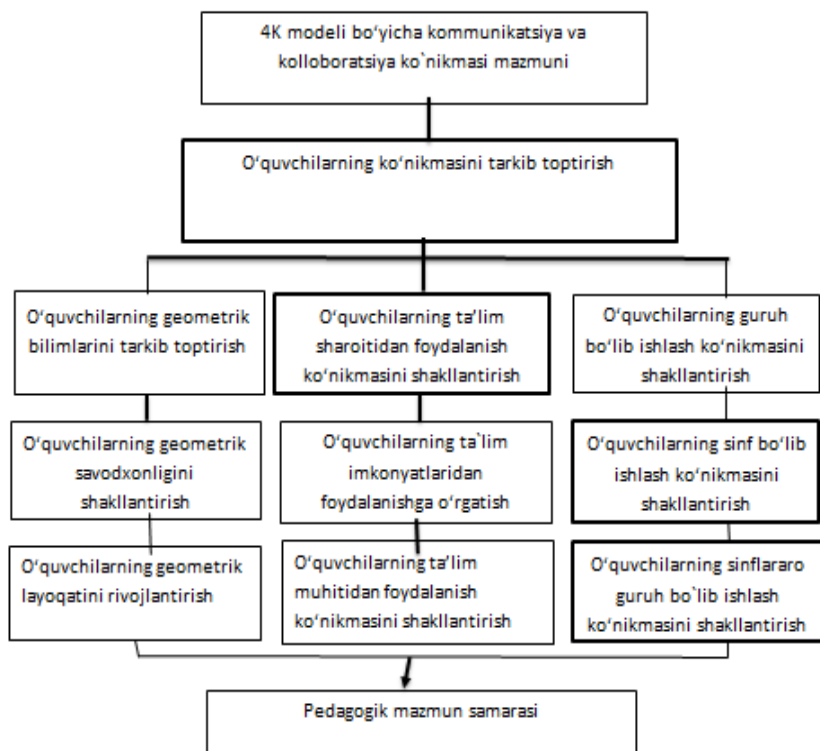 4K modeli bo‘yicha kommunikatsiya va
kolloboratsiya ko`nikmasi mazmuni
O‘quvchilarning ko‘nikmasini tarkib toptirish
O‘quvchilarning geometrik
bilimlarini tarkib toptirish
O‘quvchilarning ta’lim
sharoitidan foydalanish
ko‘nikmasini shakllantirish
O‘quvchilarning guruh
bo‘lib ishlash ko‘nikmasini
shakllantirish
O‘quvchilarning geometrik
savodxonligini
shakllantirish
O‘quvchilarning ta`lim
imkonyatlaridan
foydalanishga o‘rgatish
O‘quvchilarning sinf bo‘lib
ishlash ko‘nikmasini
shakllantirish
O‘quvchilarning geometrik
layoqatini rivojlantirish
O‘quvchilarning ta’lim
muhitidan foydalanish
ko‘nikmasini shakllantirish
O‘quvchilarning sinflararo
guruh bo`lib ishlash
ko‘nikmasini shakllantirish
Pedagogik mazmun samarasi